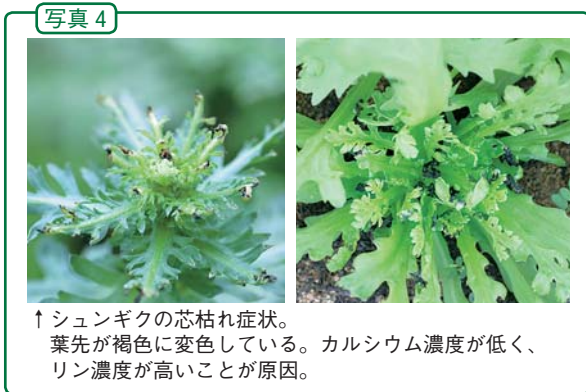 写真 4
↑シュンギクの芯枯れ症状。
葉先が褐色に変色している。カルシウム濃度が低く、
リン濃度が高いことが原因。